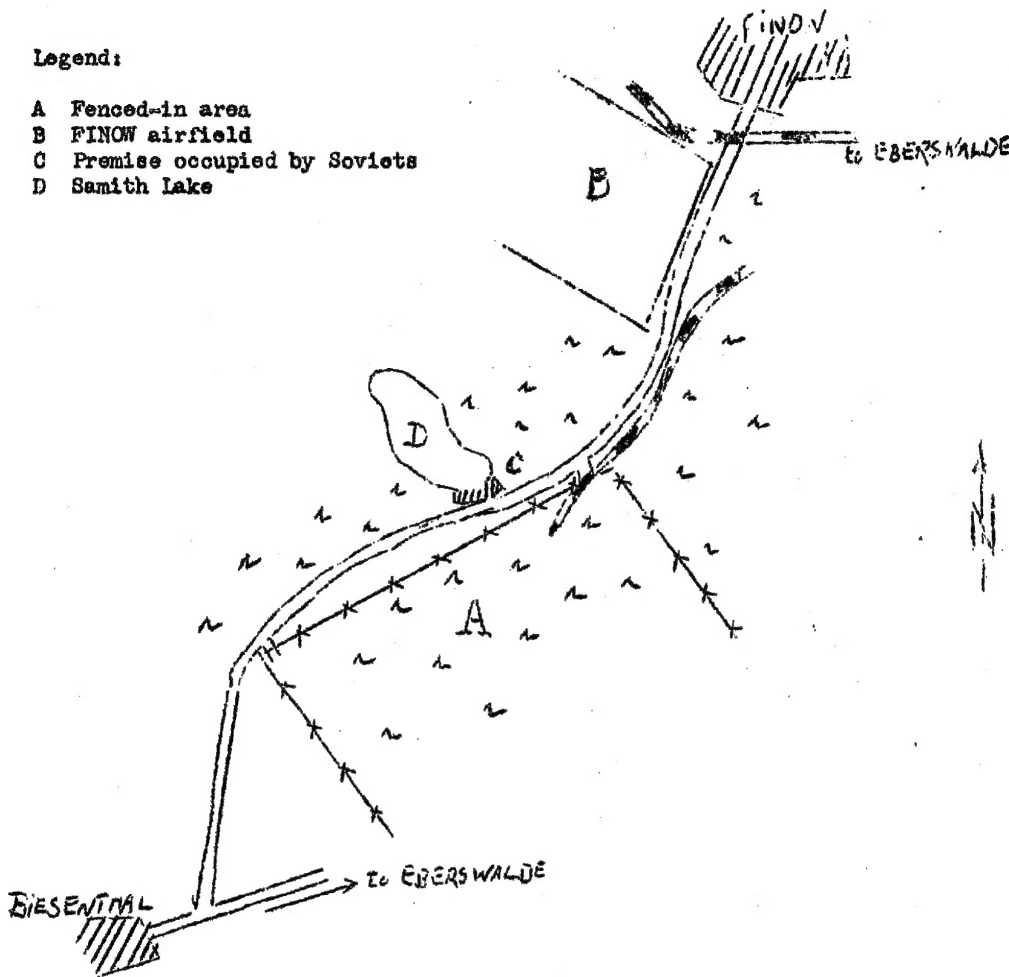 Legend:
A Fenced-in area
B FINOW airfield
C Premise occupied by Soviets
D Samith Lake
FINOW
to EBERSWALDE
B
D
C
N
A
to EBERSWALDE
BIESENTHAL